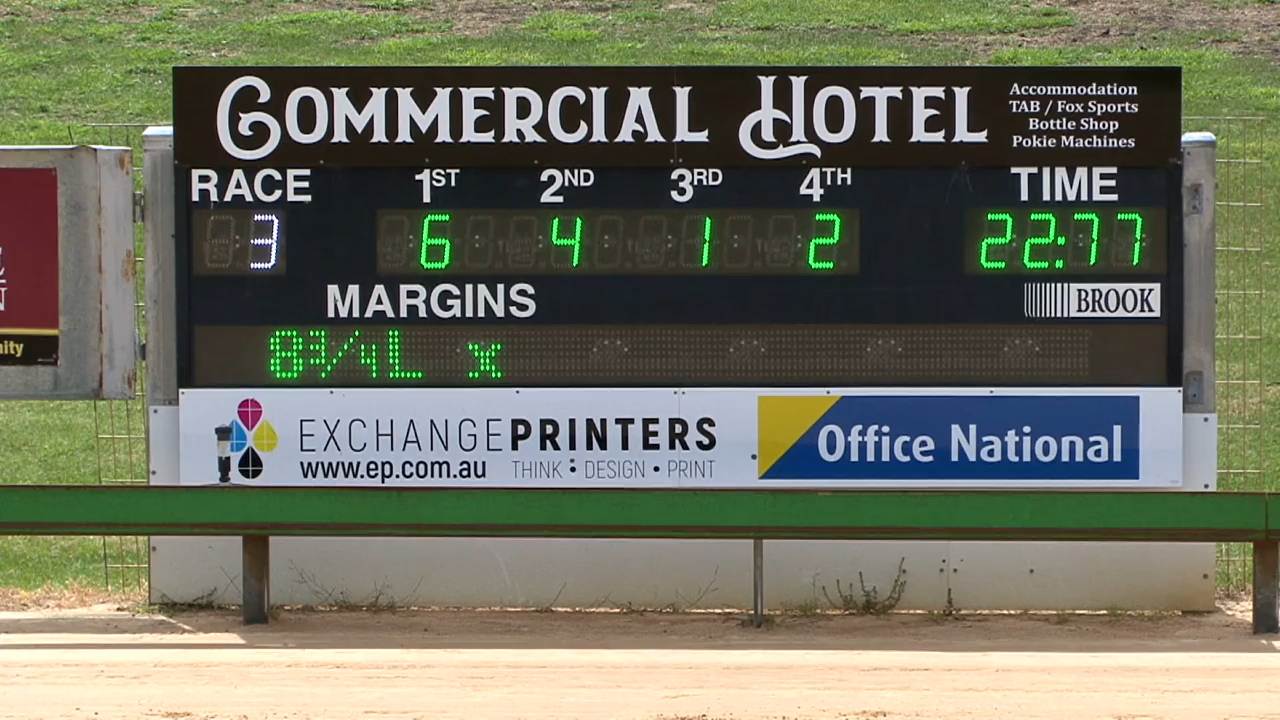 COMMERCIAL HOTEL
Accommodation
TAB / Fox Sports
Bottle Shop
Pokie Machines
RACE 1ST 2ND 3RD 4TH TIME
3 6 4 1 2 22:77
MARGINS
BROOK
8 3/4 L x
EXCHANGEPRINTERS
www.ep.com.au THINK : DESIGN • PRINT
Office National